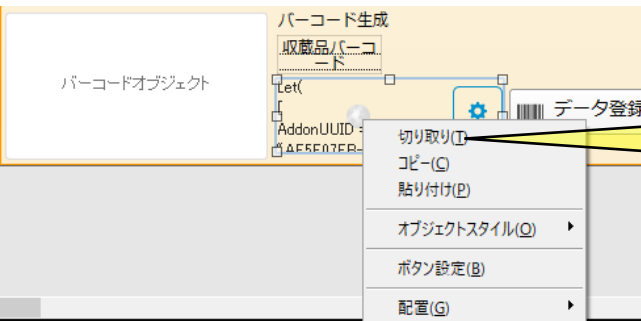 バーコード生成
収蔵品バーコ
ード
バーコードオブジェクト
Let(
[
AddonUUID =
データ登録
切り取り(T)
コピー(C)
貼り付け(P)
オブジェクトスタイル(O)
ボタン設定(B)
配置(G)